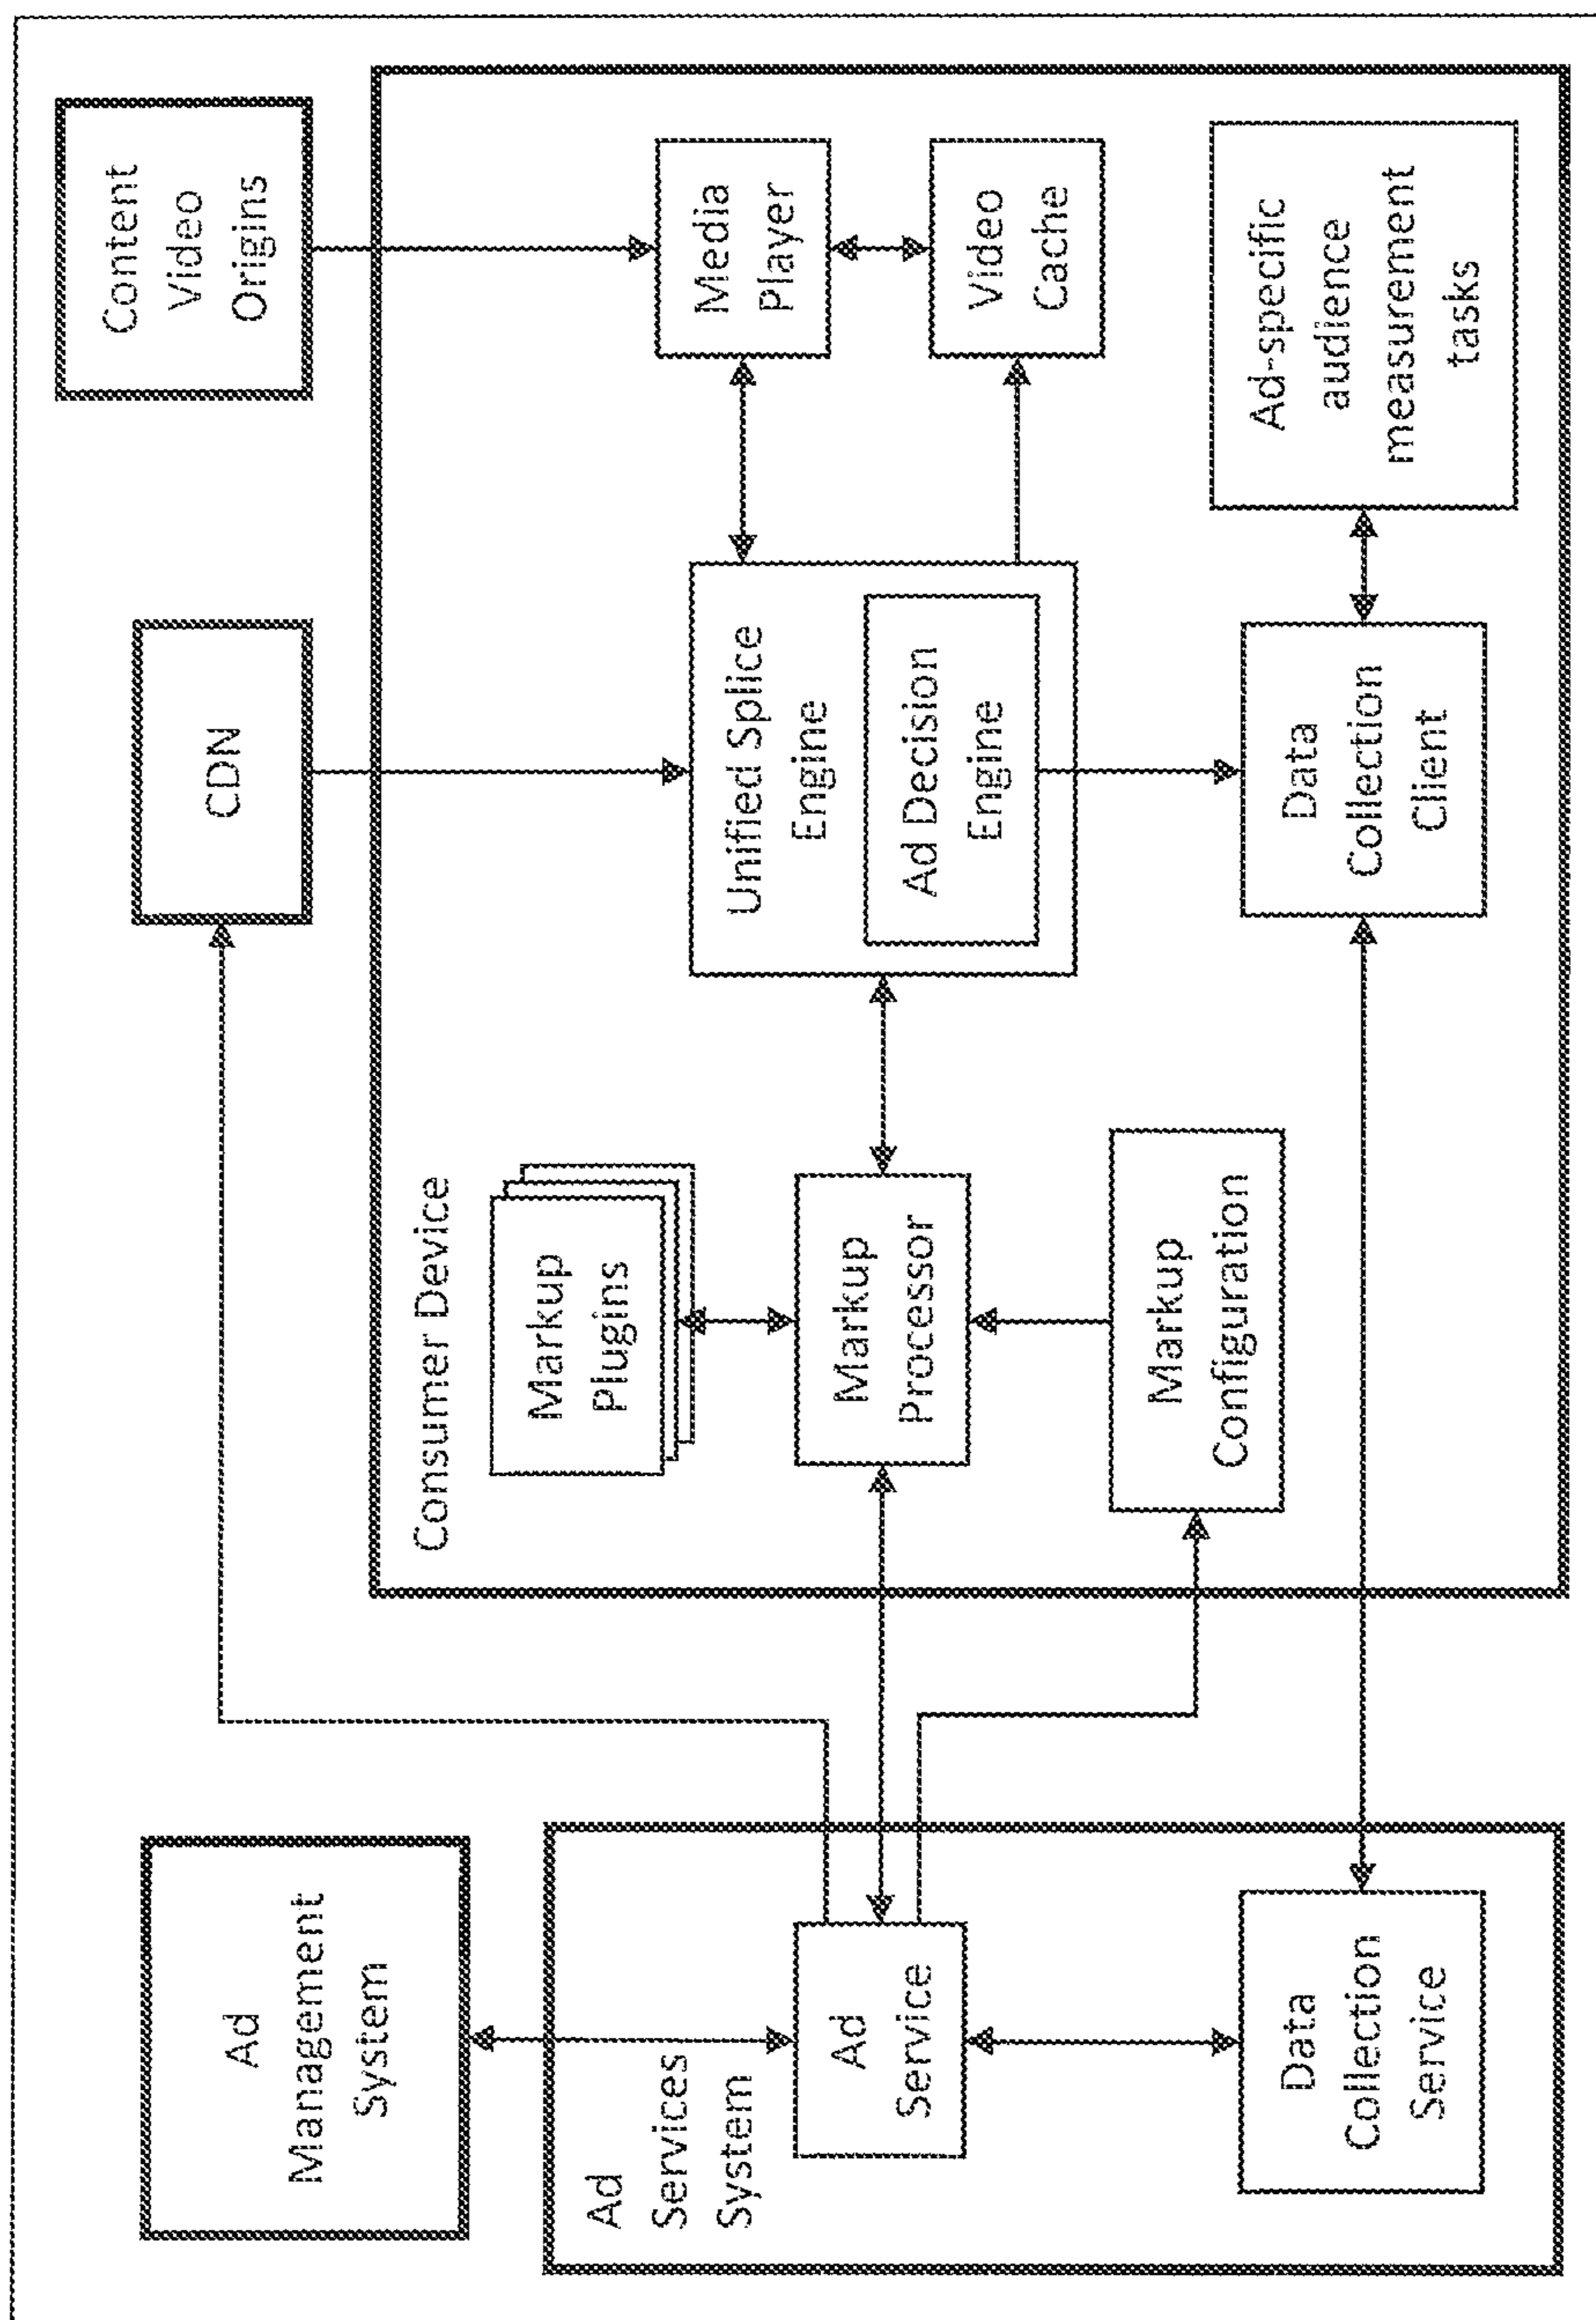 Ad
Management
System
CDN
Content
Video
Origins
Ad
Services
System
Ad
Service
Data
Collection
Service
Consumer Device
Markup
Plugins
Markup
Processor
Markup
Configuration
Unified Splice
Engine
Ad Decision
Engine
Media
Player
Video
Cache
Data
Collection
Client
Ad-specific
audience
measurement
tasks